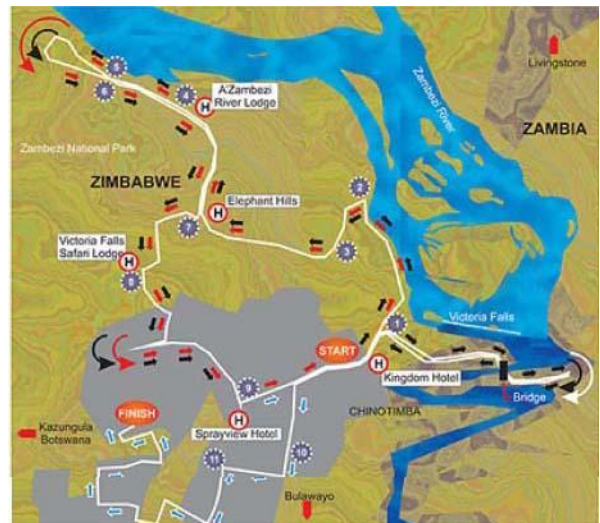 Livingstone
Zambezi River
ZAMBIA
5
6
4
A'Zambezi
River Lodge
H
Zambezi National Park
ZIMBABWE
2
Elephant Hills
H
7
3
Victoria Falls
Safari Lodge
H
8
1
Victoria Falls
START
H
Kingdom Hotel
Bridge
9
CHINOTIMBA
FINISH
H
Sprayview Hotel
Kazungula
Botswana
11
10
Bulawayo